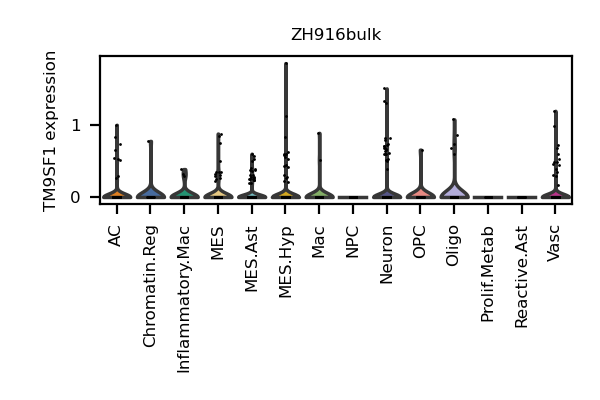 ZH916bulk
TM9SF1 expression
1
0
AC
Chromatin.Reg
Inflammatory.Mac
MES
MES.Ast
MES.Hyp
Mac
NPC
Neuron
OPC
Oligo
Prolif.Metab
Reactive.Ast
Vasc